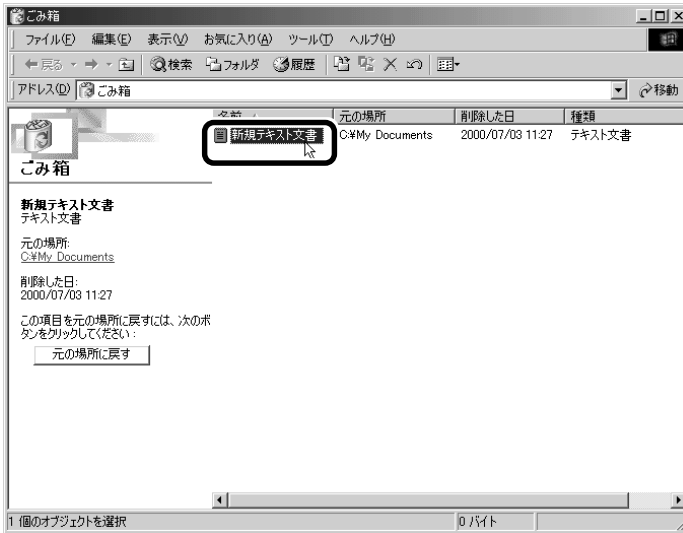 ごみ箱
ファイル(F) 編集(E) 表示(V) お気に入り(A) ツール(T) ヘルプ(H)
戻る 検索 フォルダ 履歴
アドレス(D) ごみ箱 移動
名前 元の場所 削除した日 種類
新規テキスト文書 C:¥My Documents 2000/07/03 11:27 テキスト文書
ごみ箱
新規テキスト文書
テキスト文書
元の場所:
C:¥My Documents
削除した日:
2000/07/03 11:27
この項目を元の場所に戻すには、次のボ
タンをクリックしてください:
元の場所に戻す
1 個のオブジェクトを選択 0 バイト